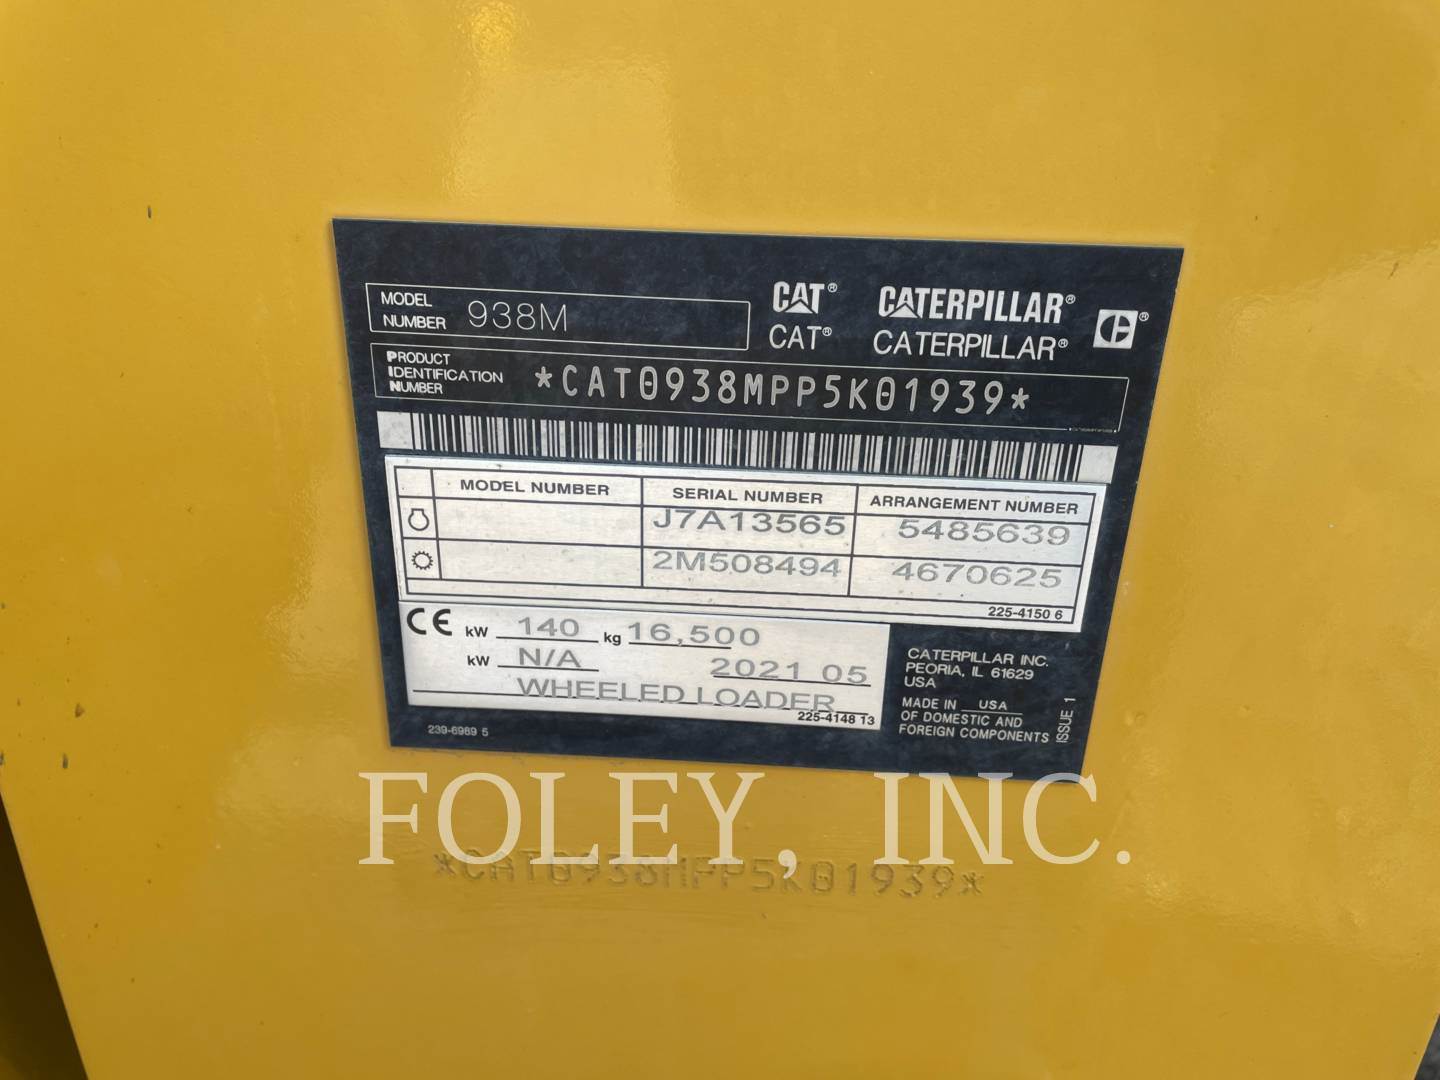 MODEL NUMBER 938M
CAT® CATERPILLAR® ®
CAT® CATERPILLAR®
PRODUCT IDENTIFICATION NUMBER *CAT0938MPP5K01939*
MODEL NUMBER SERIAL NUMBER ARRANGEMENT NUMBER
J7A13565 5485639
2M508494 4670625
225-4150 6
CE kW 140 kg 16,500
kW N/A 2021 05
WHEELED LOADER
225-4148 13
CATERPILLAR INC.
PEORIA, IL 61629
USA
MADE IN USA
OF DOMESTIC AND
FOREIGN COMPONENTS
ISSUE 1
239-6989 5
FOLEY, INC.
*CAT0938MPP5K01939*